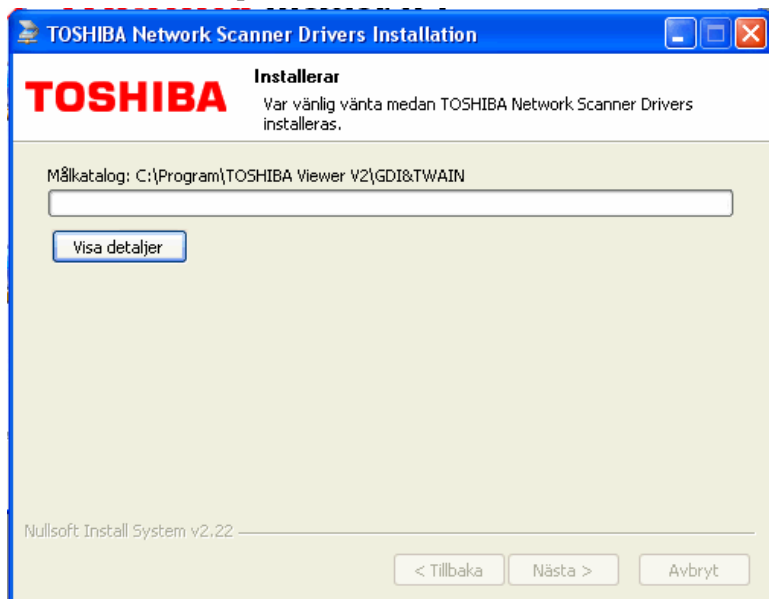 TOSHIBA Network Scanner Drivers Installation
TOSHIBA
Installerar
Var vänlig vänta medan TOSHIBA Network Scanner Drivers
installeras.
Målkatalog: C:\Program\TOSHIBA Viewer V2\GDI&TWAIN
Visa detaljer
Nullsoft Install System v2.22
< Tillbaka
Nästa >
Avbryt